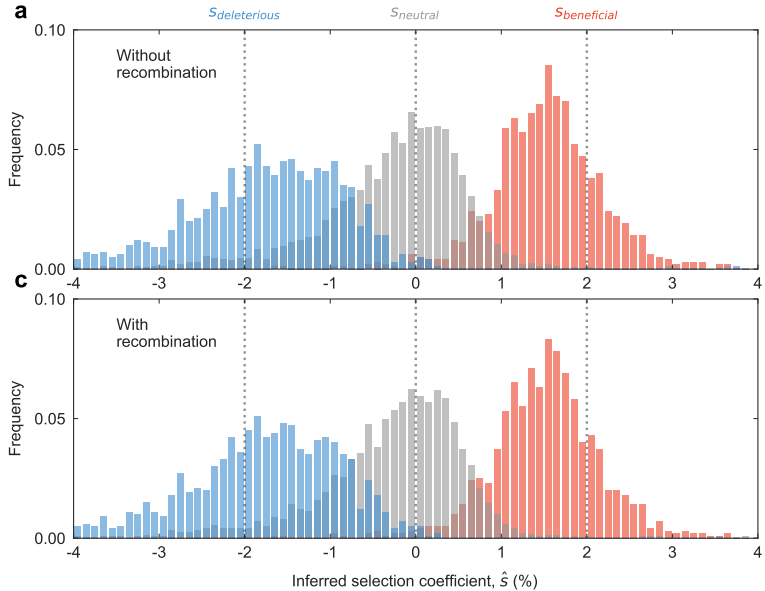 a
s_deleterious s_neutral s_beneficial
0.10
Without
recombination
Frequency
0.05
0.00
-4 -3 -2 -1 0 1 2 3 4
c
0.10
With
recombination
Frequency
0.05
0.00
-4 -3 -2 -1 0 1 2 3 4
Inferred selection coefficient, ŝ (%)